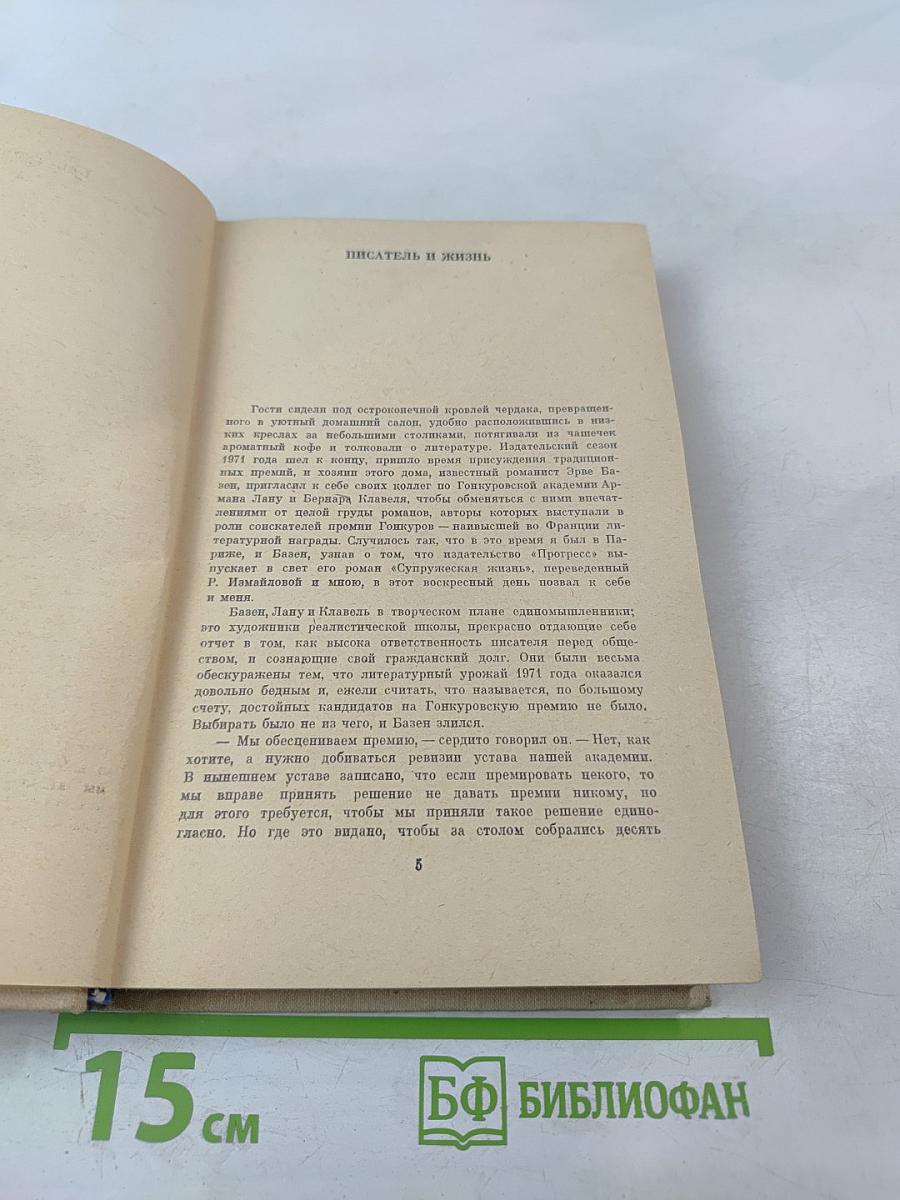 ПИСАТЕЛЬ И ЖИЗНЬ
Гости сидели под остроконечной кровлей чердака, превращен-
ного в уютный домашний салон, удобно расположившись в низ-
ких креслах за небольшими столиками, потягивали из чашечек
ароматный кофе и толковали о литературе. Издательский сезон
1971 года шел к концу, пришло время присуждения традицион-
ных премий, и хозяин этого дома, известный романист Эрве Ба-
зен, пригласил к себе своих коллег по Гонкуровской академии Ар-
мана Лану и Бернара Клавеля, чтобы обменяться с ними впечат-
лениями от целой груды романов, авторы которых выступали в
роли соискателей премии Гонкуров — наивысшей во Франции ли-
тературной награды. Случилось так, что в это время я был в Па-
риже, и Базен, узнав о том, что издательство «Прогресс» вы-
пускает в свет его роман «Супружеская жизнь», переведенный
Р. Измайловой и мною, в этот воскресный день позвал к себе
и меня.
Базен, Лану и Клавель в творческом плане единомышленники;
это художники реалистической школы, прекрасно отдающие себе
отчет в том, как высока ответственность писателя перед обще-
ством, и сознающие свой гражданский долг. Они были весьма
обескуражены тем, что литературный урожай 1971 года оказался
довольно бедным и, ежели считать, что называется, по большому
счету, достойных кандидатов на Гонкуровскую премию не было.
Выбирать было не из чего, и Базен злился.
— Мы обесцениваем премию, — сердито говорил он. — Нет, как
хотите, а нужно добиваться ревизии устава нашей академии.
В нынешнем уставе записано, что если премировать некого, то
мы вправе принять решение не давать премии никому, но
для этого требуется, чтобы мы приняли такое решение едино-
гласно. Но где это видано, чтобы за столом собрались десять
5
15 см
БФ БИБЛИОФАН